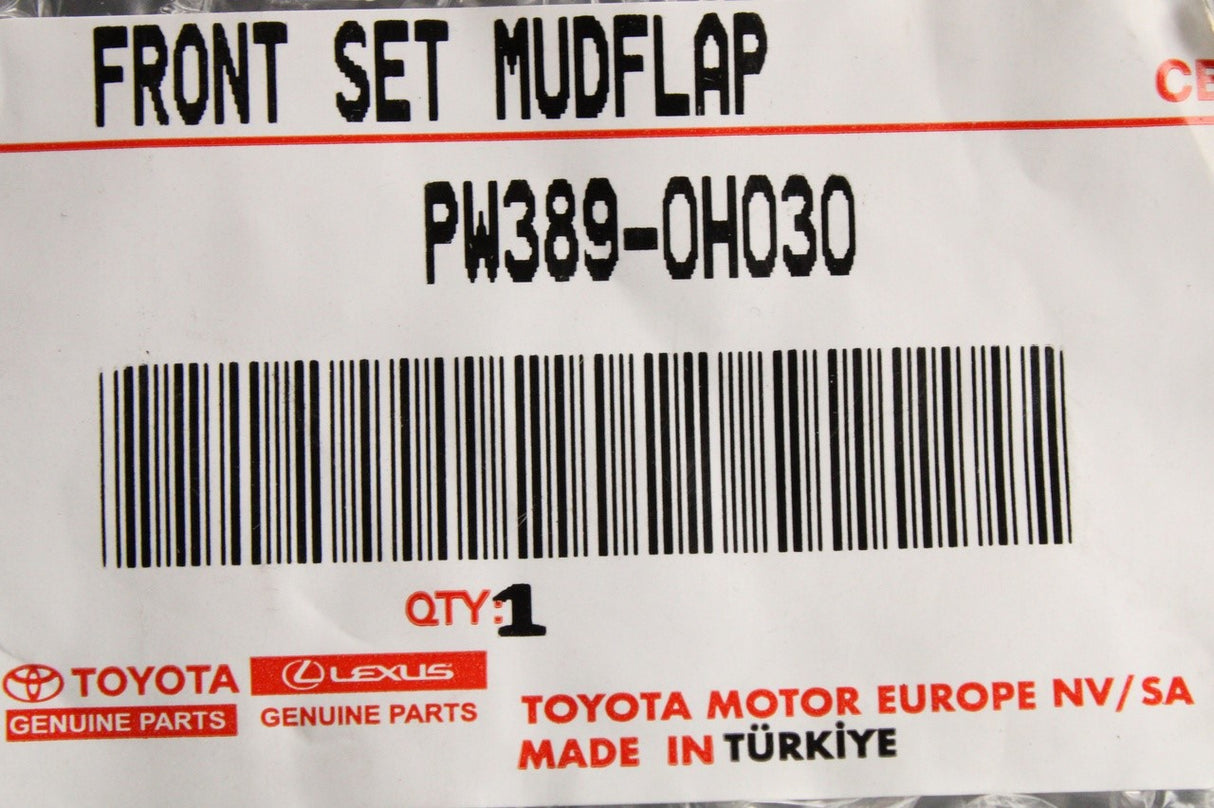 FRONT SET MUDFLAP
CE
PW389-0H030
QTY:1
TOYOTA
GENUINE PARTS
LEXUS
GENUINE PARTS
TOYOTA MOTOR EUROPE NV/SA
MADE IN TÜRKİYE